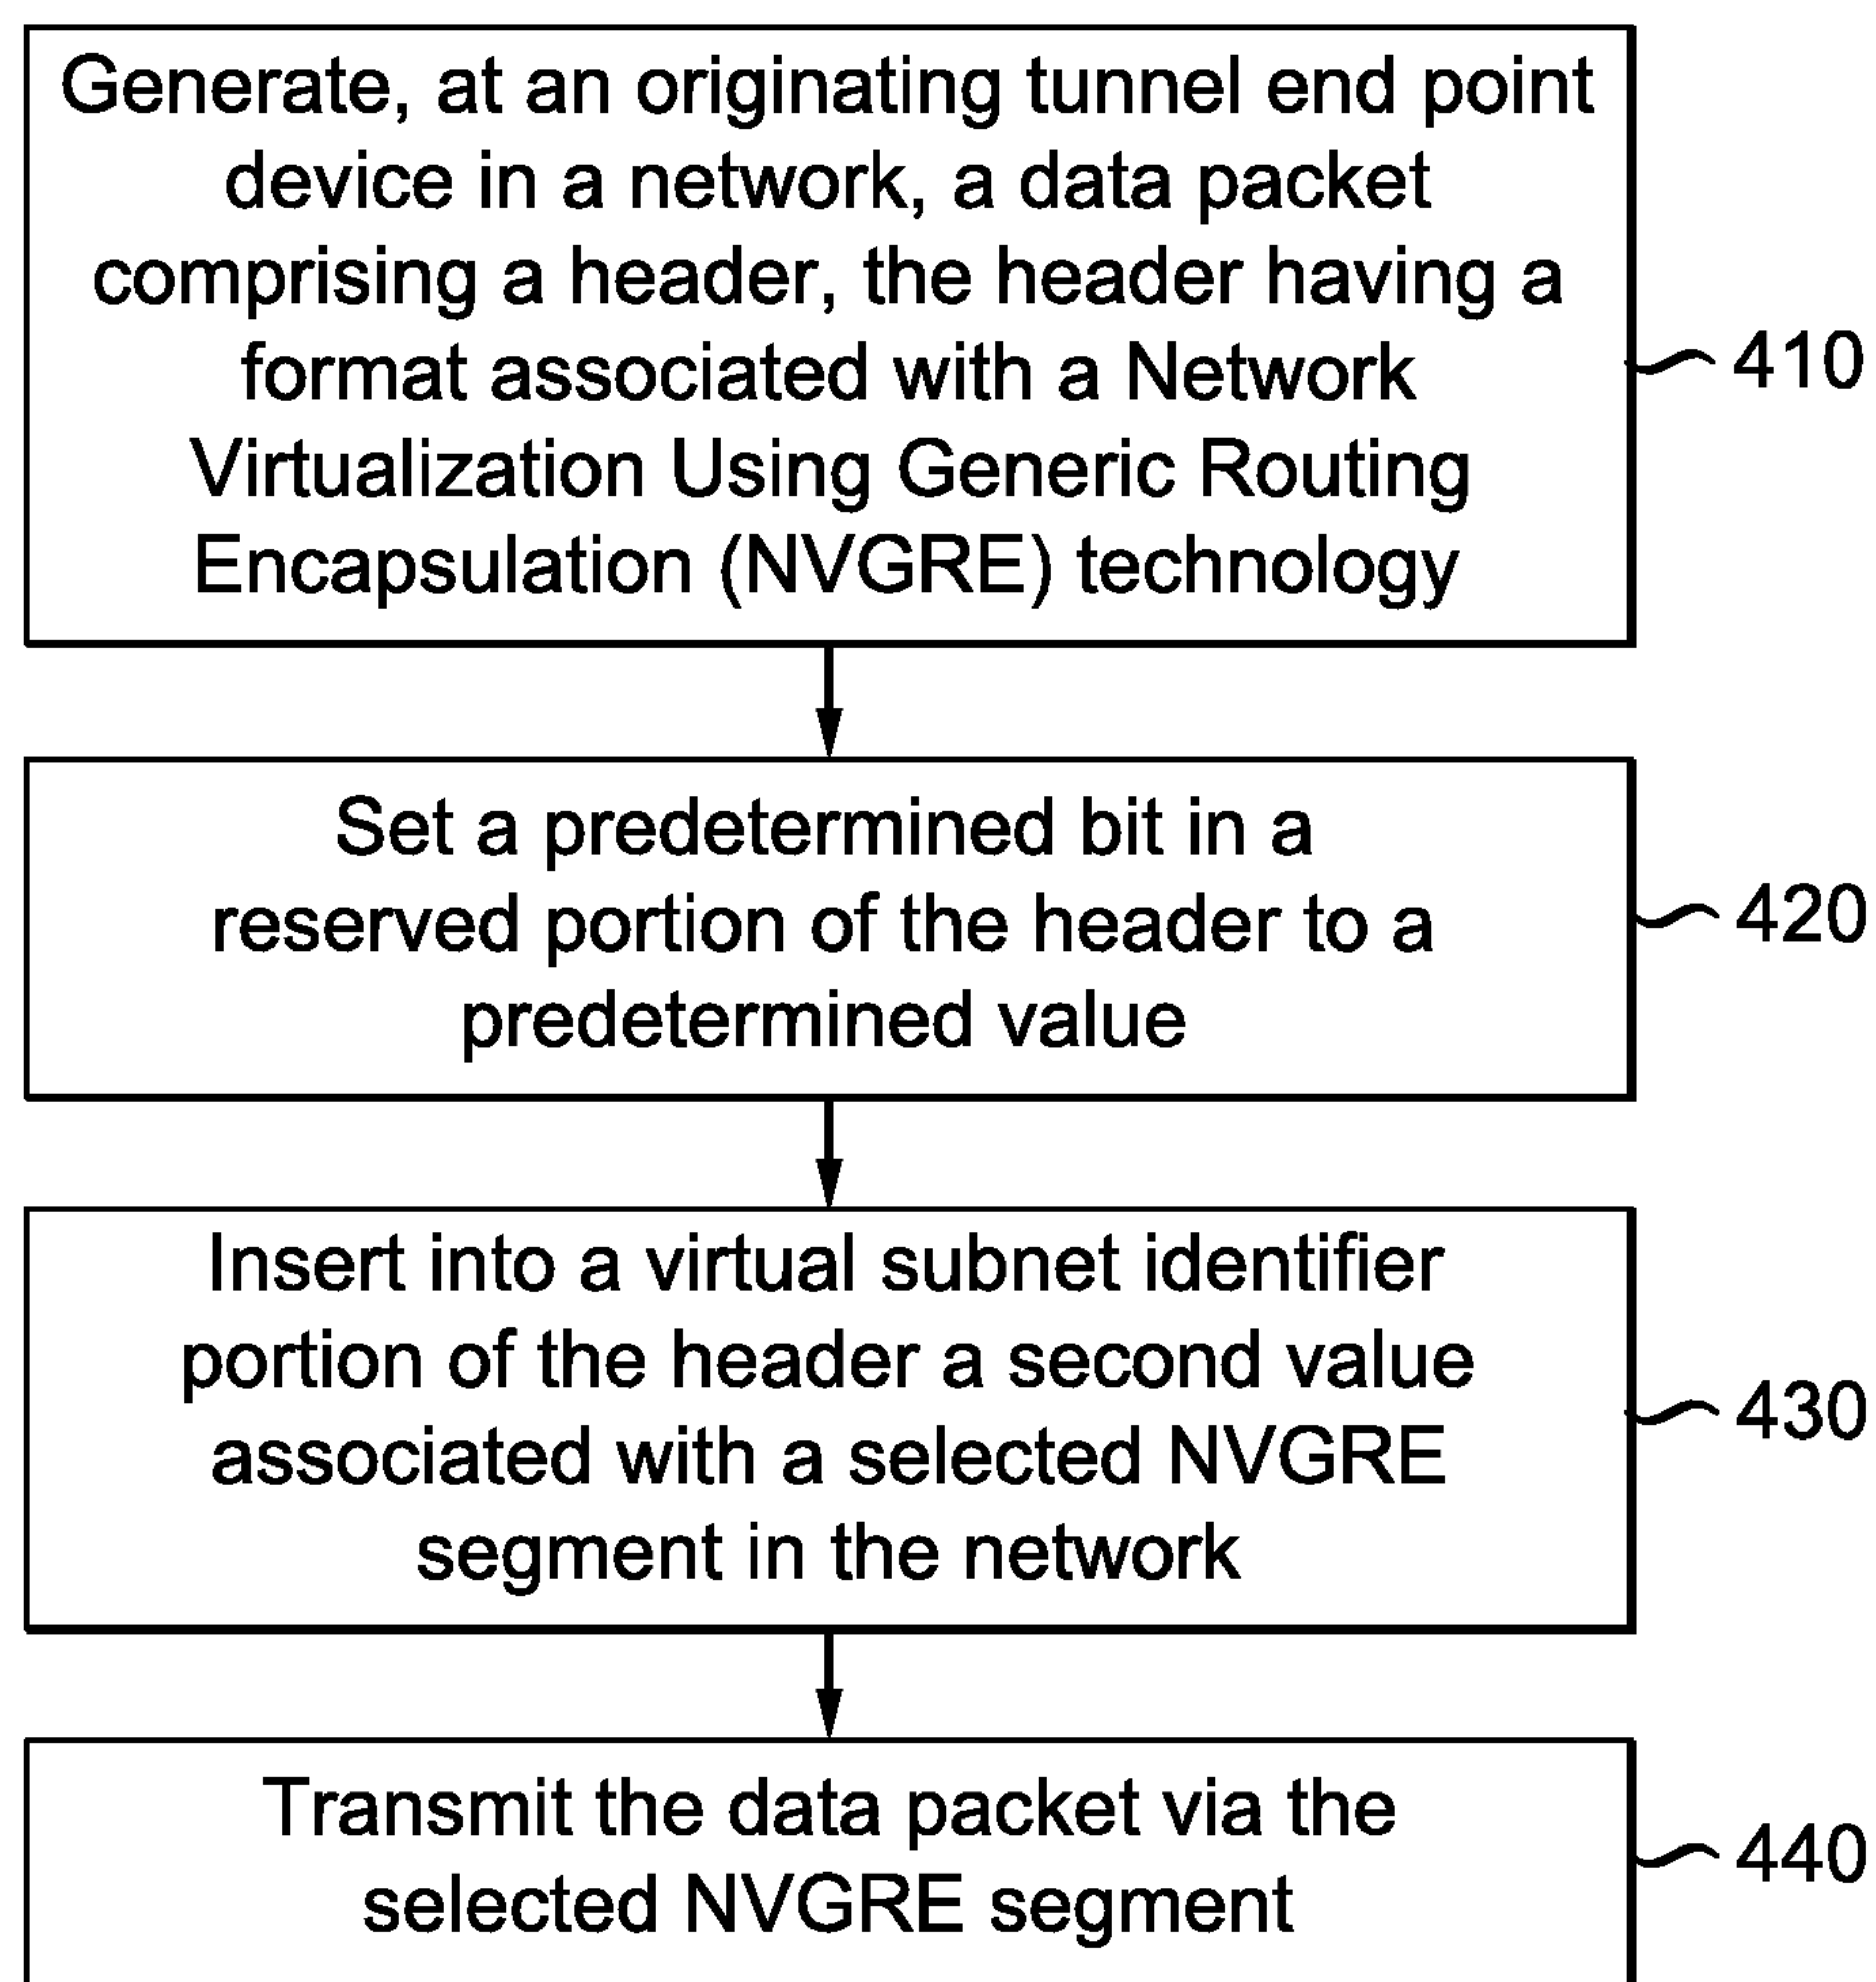 Generate, at an originating tunnel end point
device in a network, a data packet
comprising a header, the header having a
format associated with a Network
Virtualization Using Generic Routing
Encapsulation (NVGRE) technology
410
Set a predetermined bit in a
reserved portion of the header to a
predetermined value
420
Insert into a virtual subnet identifier
portion of the header a second value
associated with a selected NVGRE
segment in the network
430
Transmit the data packet via the
selected NVGRE segment
440